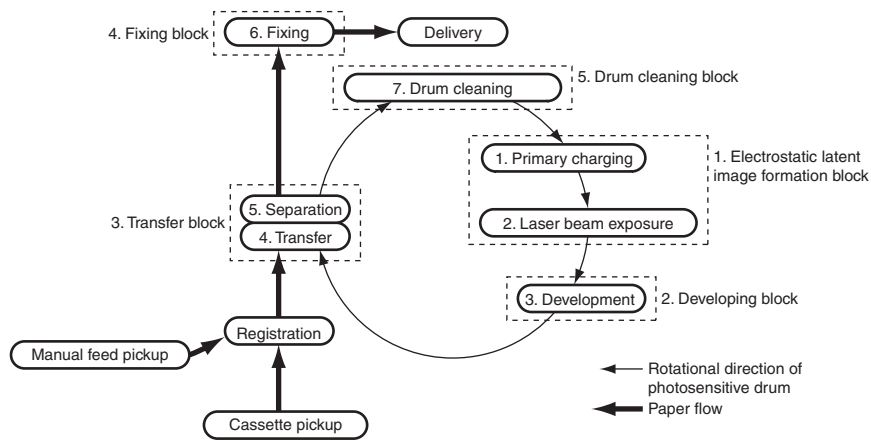 4. Fixing block
6. Fixing
Delivery
7. Drum cleaning
5. Drum cleaning block
1. Primary charging
1. Electrostatic latent
image formation block
2. Laser beam exposure
3. Transfer block
5. Separation
4. Transfer
3. Development
2. Developing block
Registration
Manual feed pickup
Cassette pickup
Rotational direction of
photosensitive drum
Paper flow